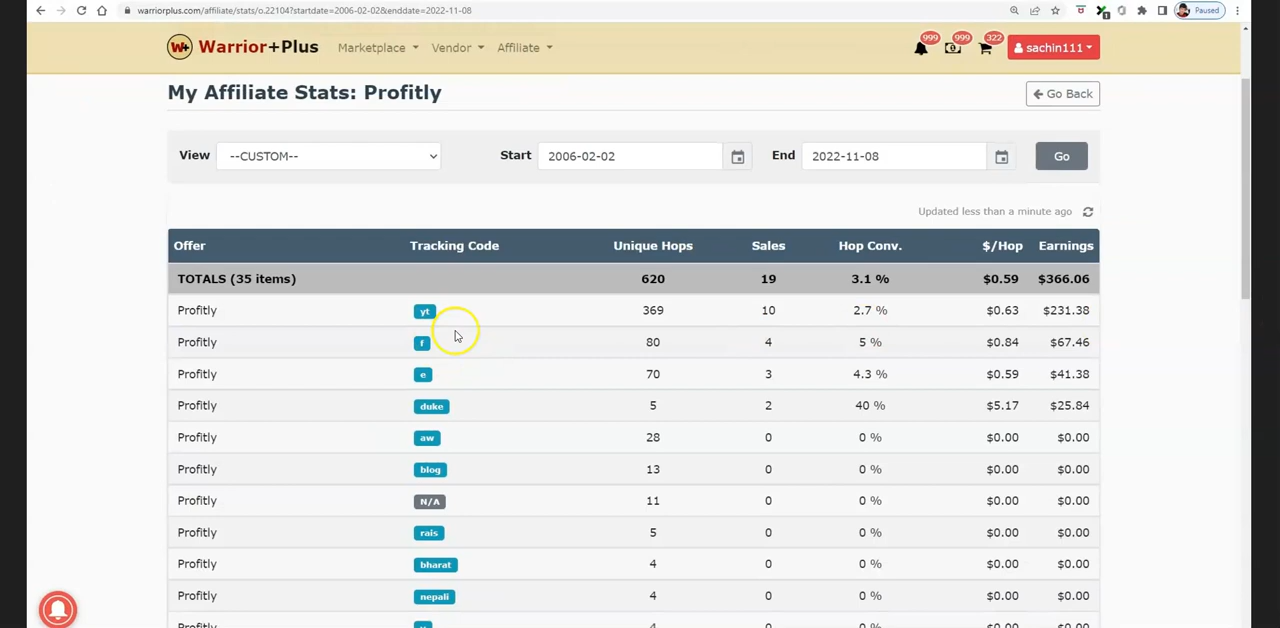 warriorplus.com/affiliate/stats/o.22104?startdate=2006-02-02&enddate=2022-11-08
1
Paused
W+ Warrior+Plus Marketplace Vendor Affiliate 999 999 322 sachin111
My Affiliate Stats: Profitly Go Back
View --CUSTOM-- Start 2006-02-02 End 2022-11-08 Go
Updated less than a minute ago
Offer Tracking Code Unique Hops Sales Hop Conv. $/Hop Earnings
TOTALS (35 items) 620 19 3.1 % $0.59 $366.06
Profitly yt 369 10 2.7 % $0.63 $231.38
Profitly f 80 4 5 % $0.84 $67.46
Profitly e 70 3 4.3 % $0.59 $41.38
Profitly duke 5 2 40 % $5.17 $25.84
Profitly aw 28 0 0 % $0.00 $0.00
Profitly blog 13 0 0 % $0.00 $0.00
Profitly N/A 11 0 0 % $0.00 $0.00
Profitly rais 5 0 0 % $0.00 $0.00
Profitly bharat 4 0 0 % $0.00 $0.00
Profitly nepali 4 0 0 % $0.00 $0.00